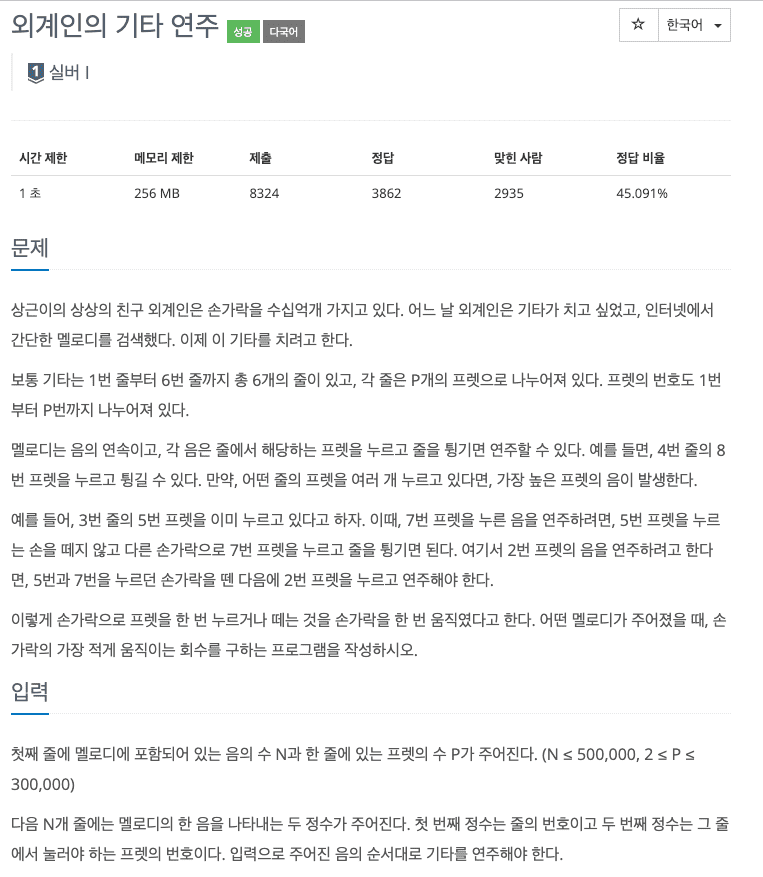 외계인의 기타 연주 성공 다국어 ☆ 한국어
1 실버 I
시간 제한 메모리 제한 제출 정답 맞힌 사람 정답 비율
1 초 256 MB 8324 3862 2935 45.091%
문제
상근이의 상상의 친구 외계인은 손가락을 수십억개 가지고 있다. 어느 날 외계인은 기타가 치고 싶었고, 인터넷에서
간단한 멜로디를 검색했다. 이제 이 기타를 치려고 한다.
보통 기타는 1번 줄부터 6번 줄까지 총 6개의 줄이 있고, 각 줄은 P개의 프렛으로 나누어져 있다. 프렛의 번호도 1번
부터 P번까지 나누어져 있다.
멜로디는 음의 연속이고, 각 음은 줄에서 해당하는 프렛을 누르고 줄을 튕기면 연주할 수 있다. 예를 들면, 4번 줄의 8
번 프렛을 누르고 튕길 수 있다. 만약, 어떤 줄의 프렛을 여러 개 누르고 있다면, 가장 높은 프렛의 음이 발생한다.
예를 들어, 3번 줄의 5번 프렛을 이미 누르고 있다고 하자. 이때, 7번 프렛을 누른 음을 연주하려면, 5번 프렛을 누르
는 손을 떼지 않고 다른 손가락으로 7번 프렛을 누르고 줄을 튕기면 된다. 여기서 2번 프렛의 음을 연주하려고 한다
면, 5번과 7번을 누르던 손가락을 뗀 다음에 2번 프렛을 누르고 연주해야 한다.
이렇게 손가락으로 프렛을 한 번 누르거나 떼는 것을 손가락을 한 번 움직였다고 한다. 어떤 멜로디가 주어졌을 때, 손
가락의 가장 적게 움직이는 회수를 구하는 프로그램을 작성하시오.
입력
첫째 줄에 멜로디에 포함되어 있는 음의 수 N과 한 줄에 있는 프렛의 수 P가 주어진다. (N ≤ 500,000, 2 ≤ P ≤
300,000)
다음 N개 줄에는 멜로디의 한 음을 나타내는 두 정수가 주어진다. 첫 번째 정수는 줄의 번호이고 두 번째 정수는 그 줄
에서 눌러야 하는 프렛의 번호이다. 입력으로 주어진 음의 순서대로 기타를 연주해야 한다.